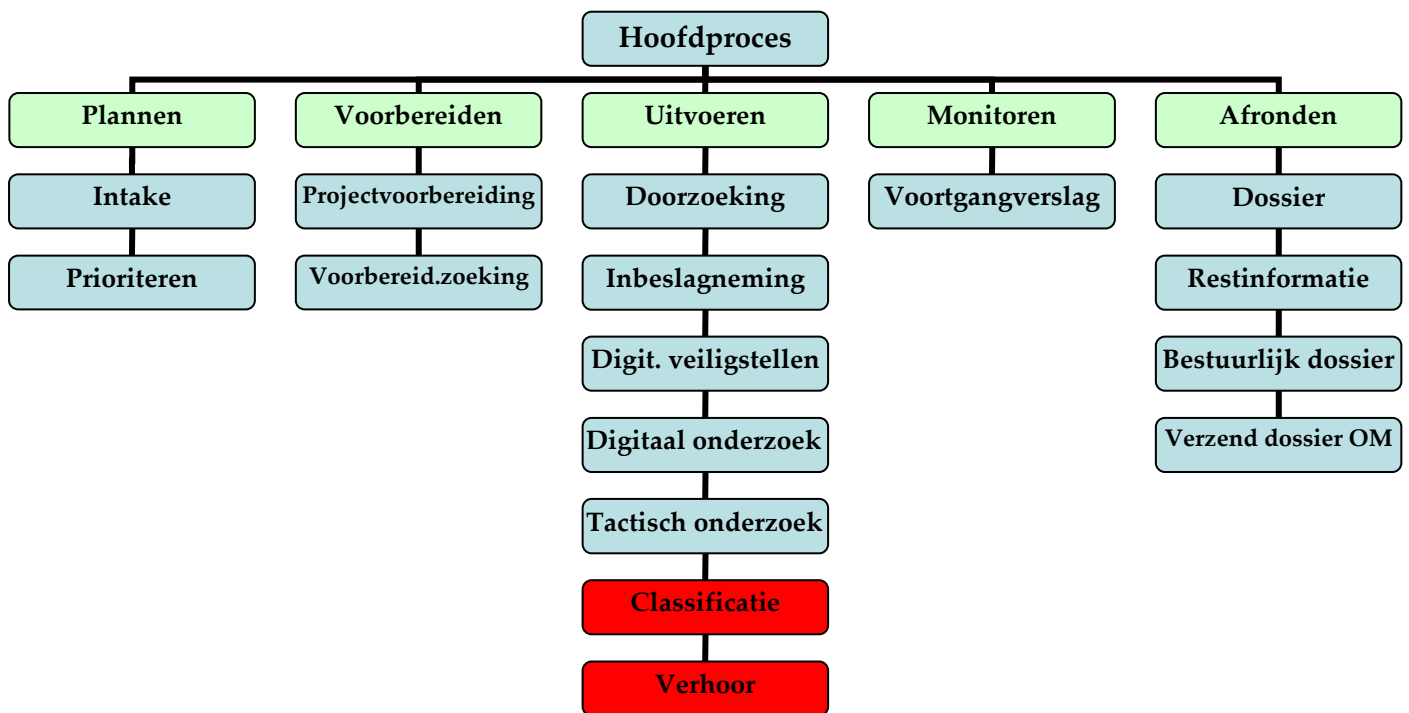 Hoofdproces
Plannen
Voorbereiden
Uitvoeren
Monitoren
Afronden
Intake
Projectvoorbereiding
Doorzoeking
Voortgangverslag
Dossier
Prioriteren
Voorbereid.zoeking
Inbeslagneming
Restinformatie
Digit. veiligstellen
Bestuurlijk dossier
Digitaal onderzoek
Verzend dossier OM
Tactisch onderzoek
Classificatie
Verhoor